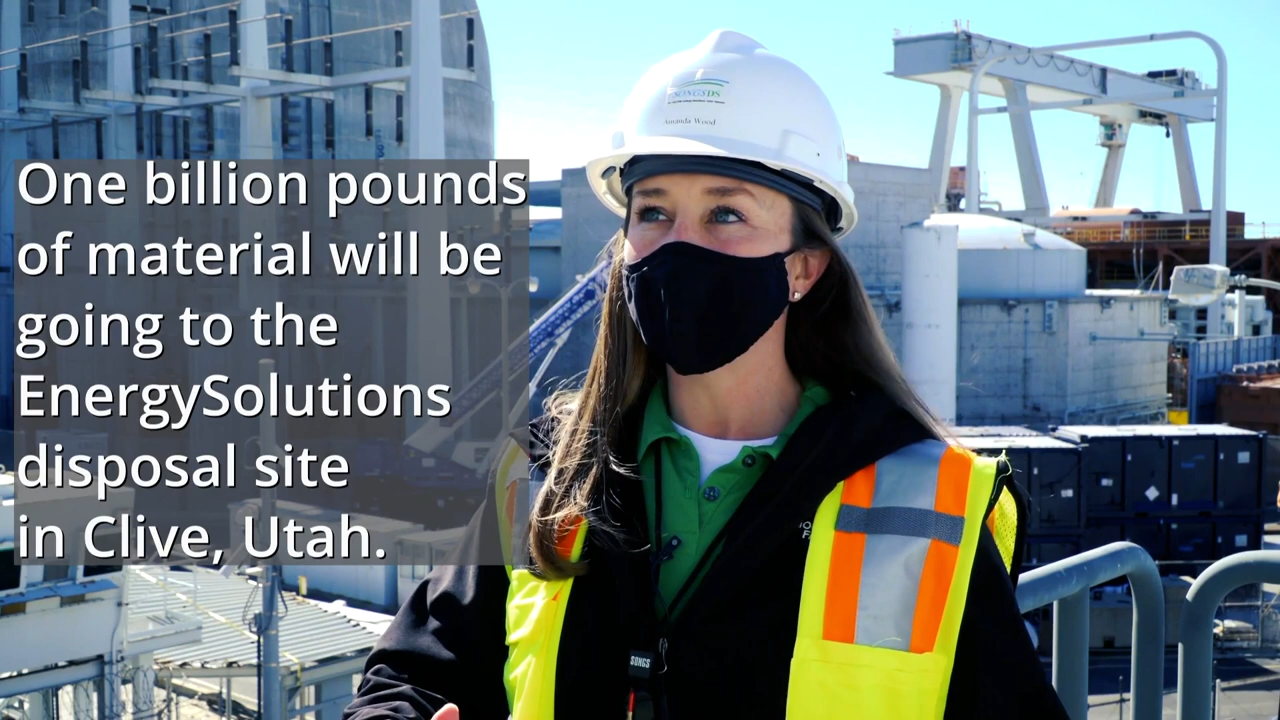 One billion pounds
of material will be
going to the
EnergySolutions
disposal site
in Clive, Utah.
SONGSDS
Amanda Wood
SONGS